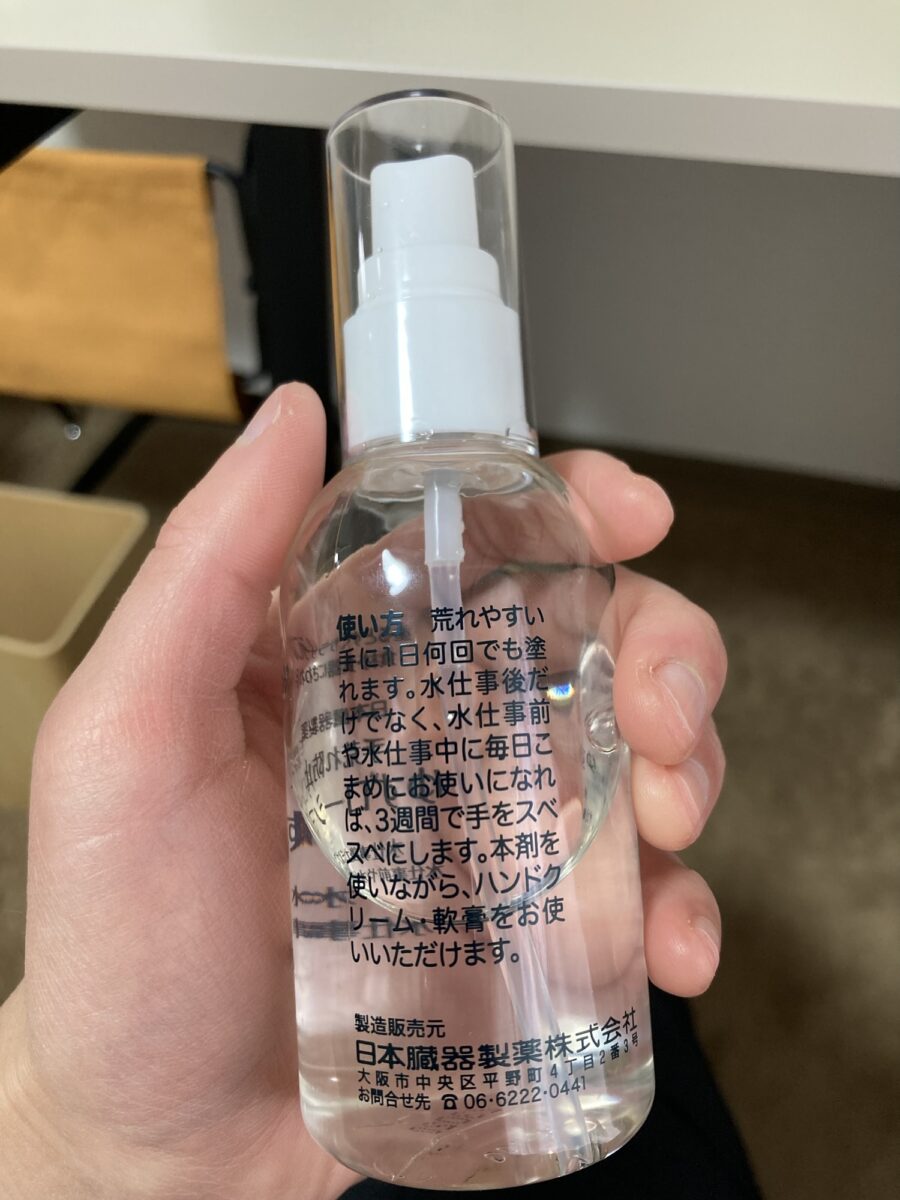 使い方 荒れやすい
手に1日何回でも塗
れます。水仕事後だ
けでなく、水仕事前
や水仕事中に毎日こ
まめにお使いになれ
ば、3週間で手をスベ
スベにします。本剤を
使いながら、ハンドク
リーム・軟膏をお使
いいただけます。
製造販売元
日本臓器製薬株式会社
大阪市中央区平野町4丁目2番3号
お問合せ先 ☎06・6222・0441